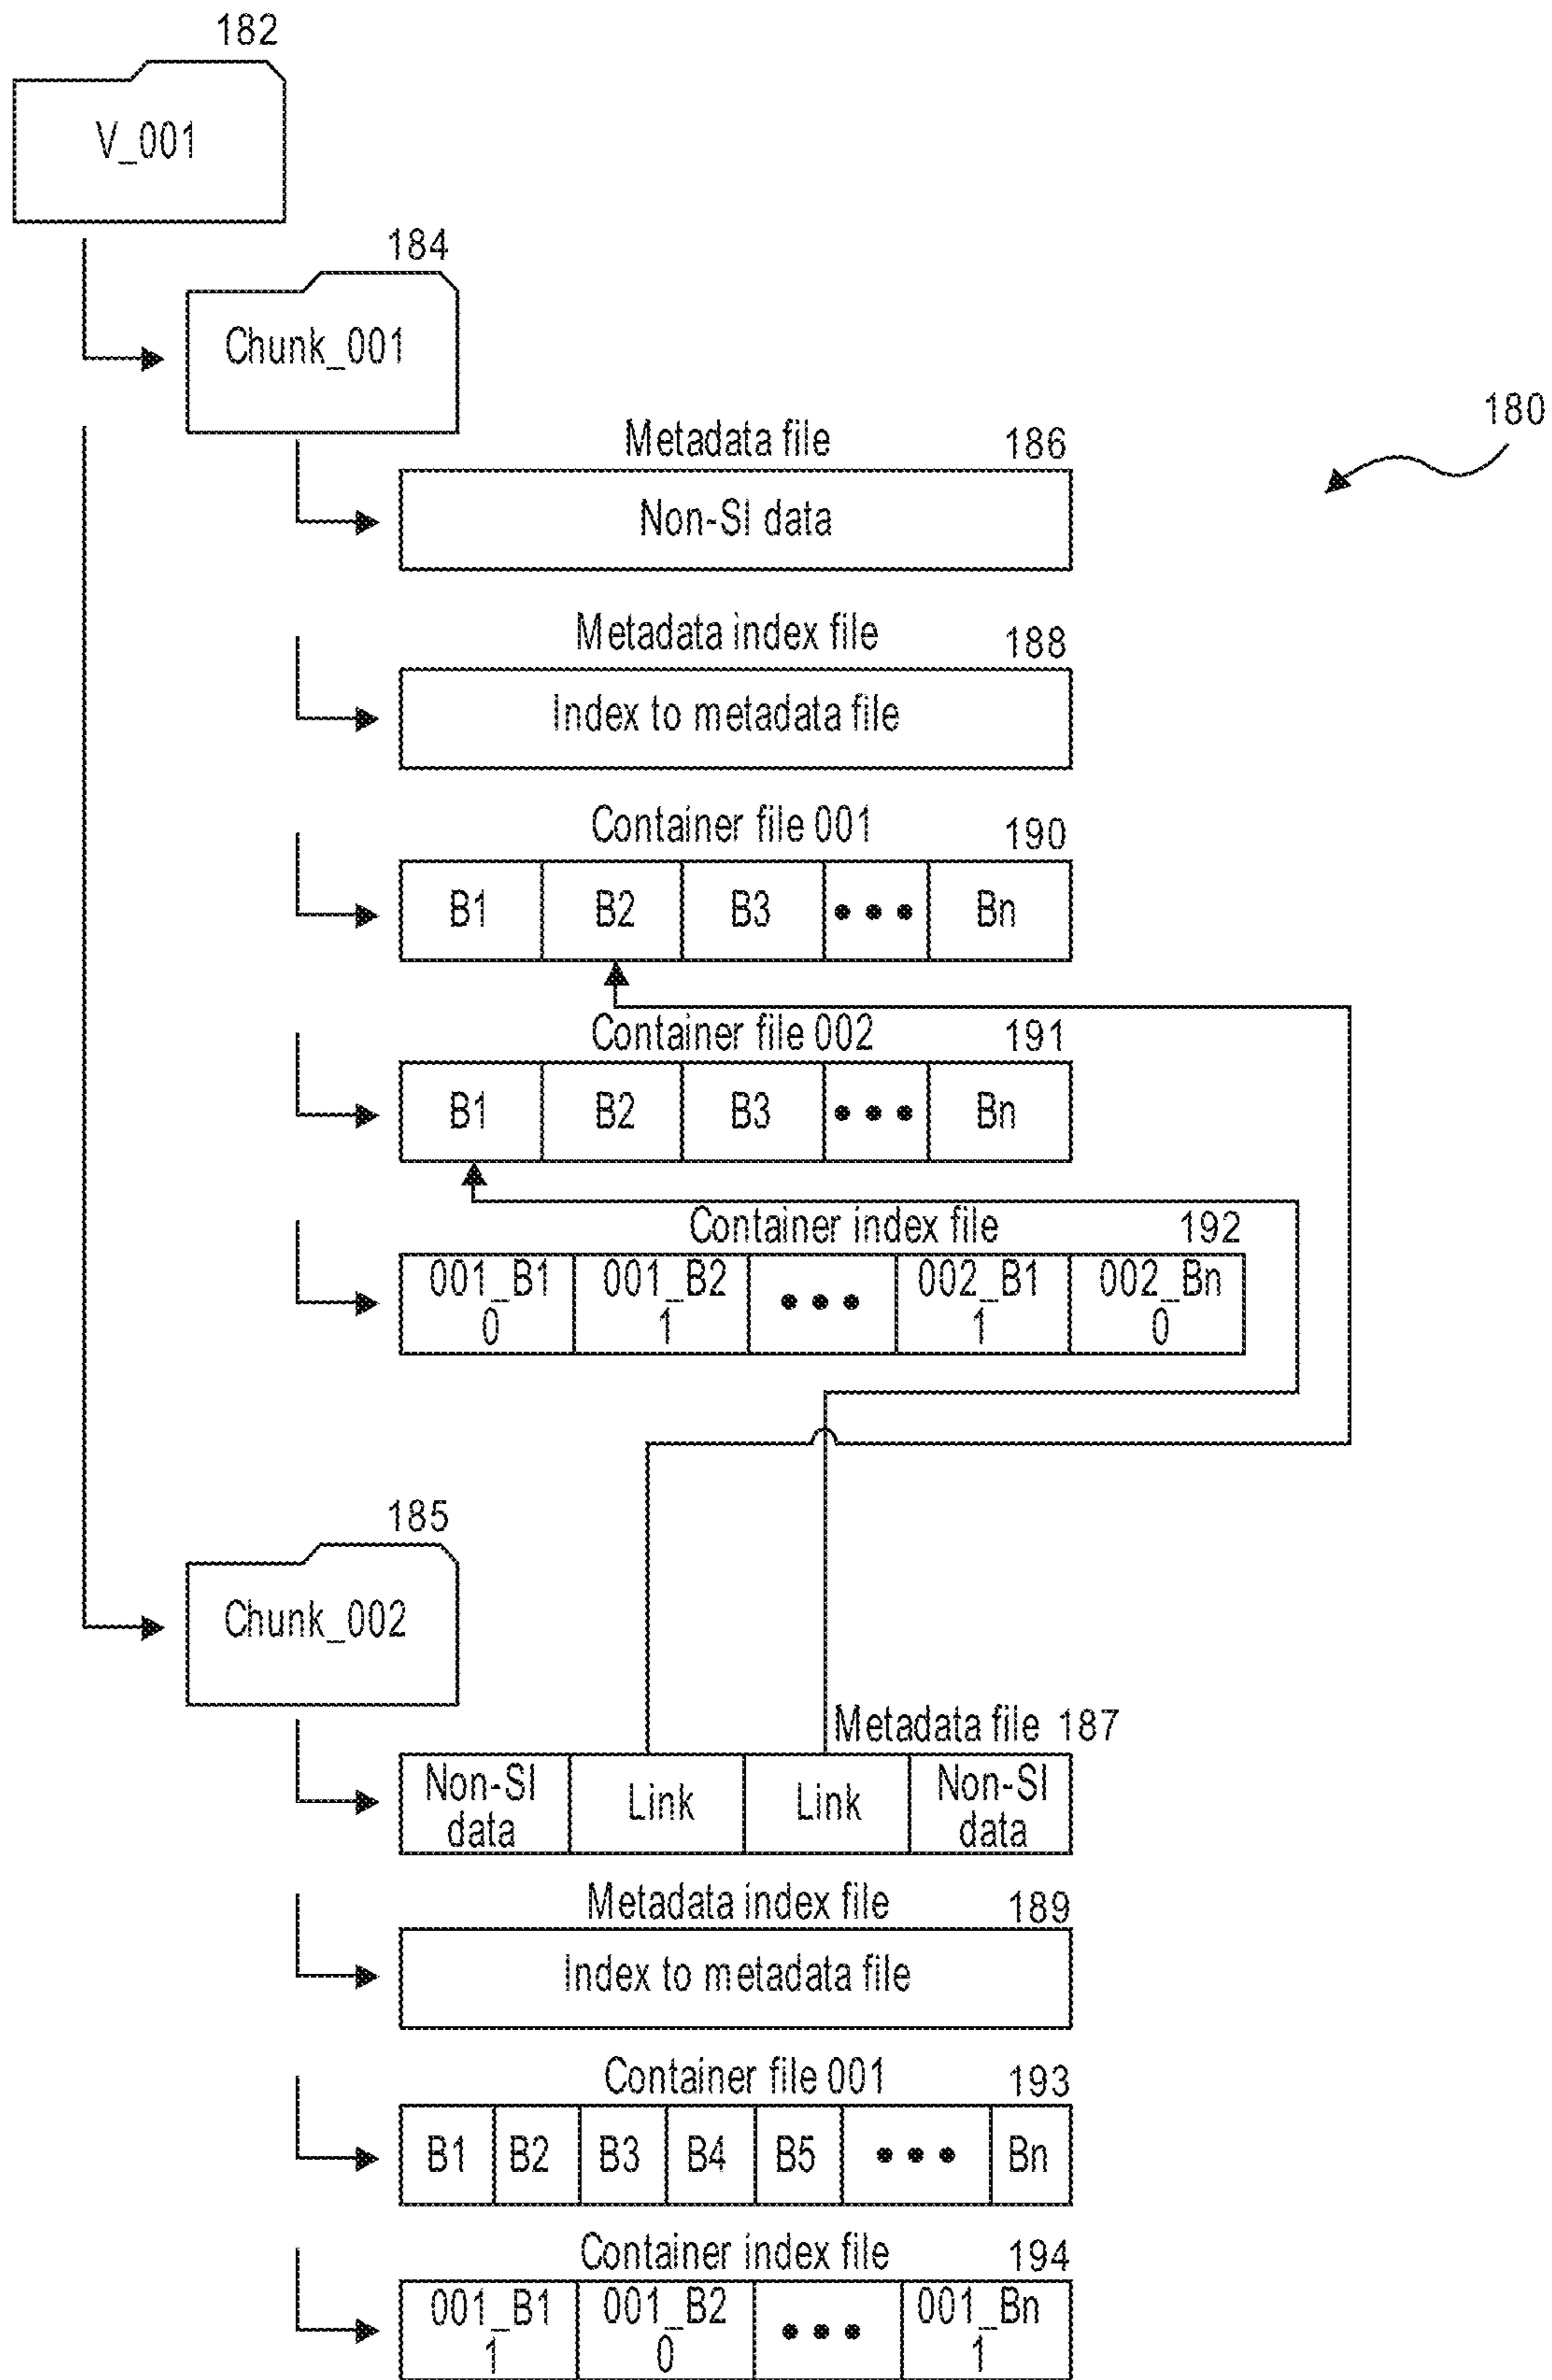 182
V_001
184
Chunk_001
180
Metadata file 186
Non-SI data
Metadata index file 188
Index to metadata file
Container file 001 190
B1 B2 B3 ••• Bn
Container file 002 191
B1 B2 B3 ••• Bn
Container index file 192
001_B1 001_B2 ••• 002_B1 002_Bn
0 1 1 0
185
Chunk_002
Metadata file 187
Non-SI Link Link Non-SI
data data
Metadata index file 189
Index to metadata file
Container file 001 193
B1 B2 B3 B4 B5 ••• Bn
Container index file 194
001_B1 001_B2 ••• 001_Bn
1 0 1